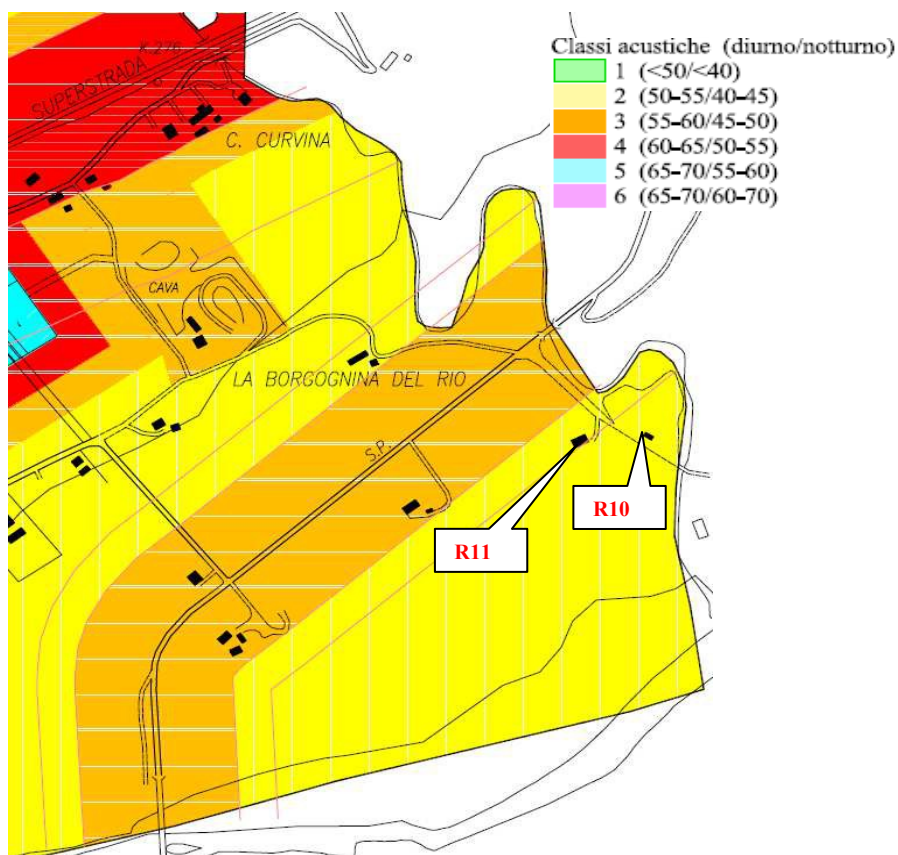 Classi acustiche (diurno/notturno)
1 (<50/<40)
2 (50-55/40-45)
3 (55-60/45-50)
4 (60-65/50-55)
5 (65-70/55-60)
6 (65-70/60-70)
K.276
SUPERSTRADA
C. CURVINA
CAVA
LA BORGOGNINA DEL RIO
S.P.
R10
R11